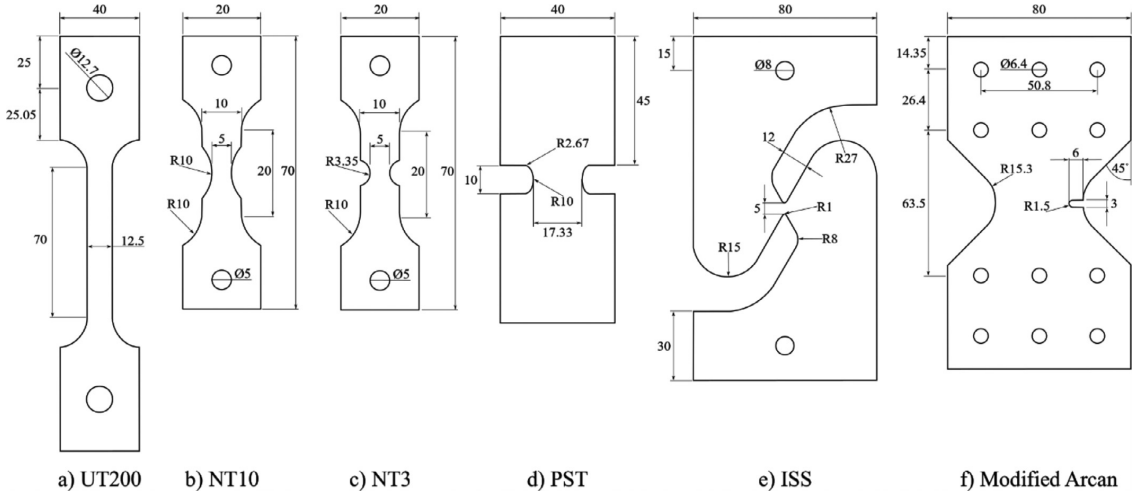 40
25
Ø12.7
25.05
70
12.5
a) UT200
20
10
5
R10
20
70
R10
Ø5
b) NT10
20
10
5
R3.35
20
70
R10
Ø5
c) NT3
40
45
R2.67
10
R10
17.33
d) PST
80
15
Ø8
12
R27
5
R1
R15
R8
30
e) ISS
80
14.35
Ø6.4
50.8
26.4
6
R15.3
45°
63.5
R1.5
3
f) Modified Arcan